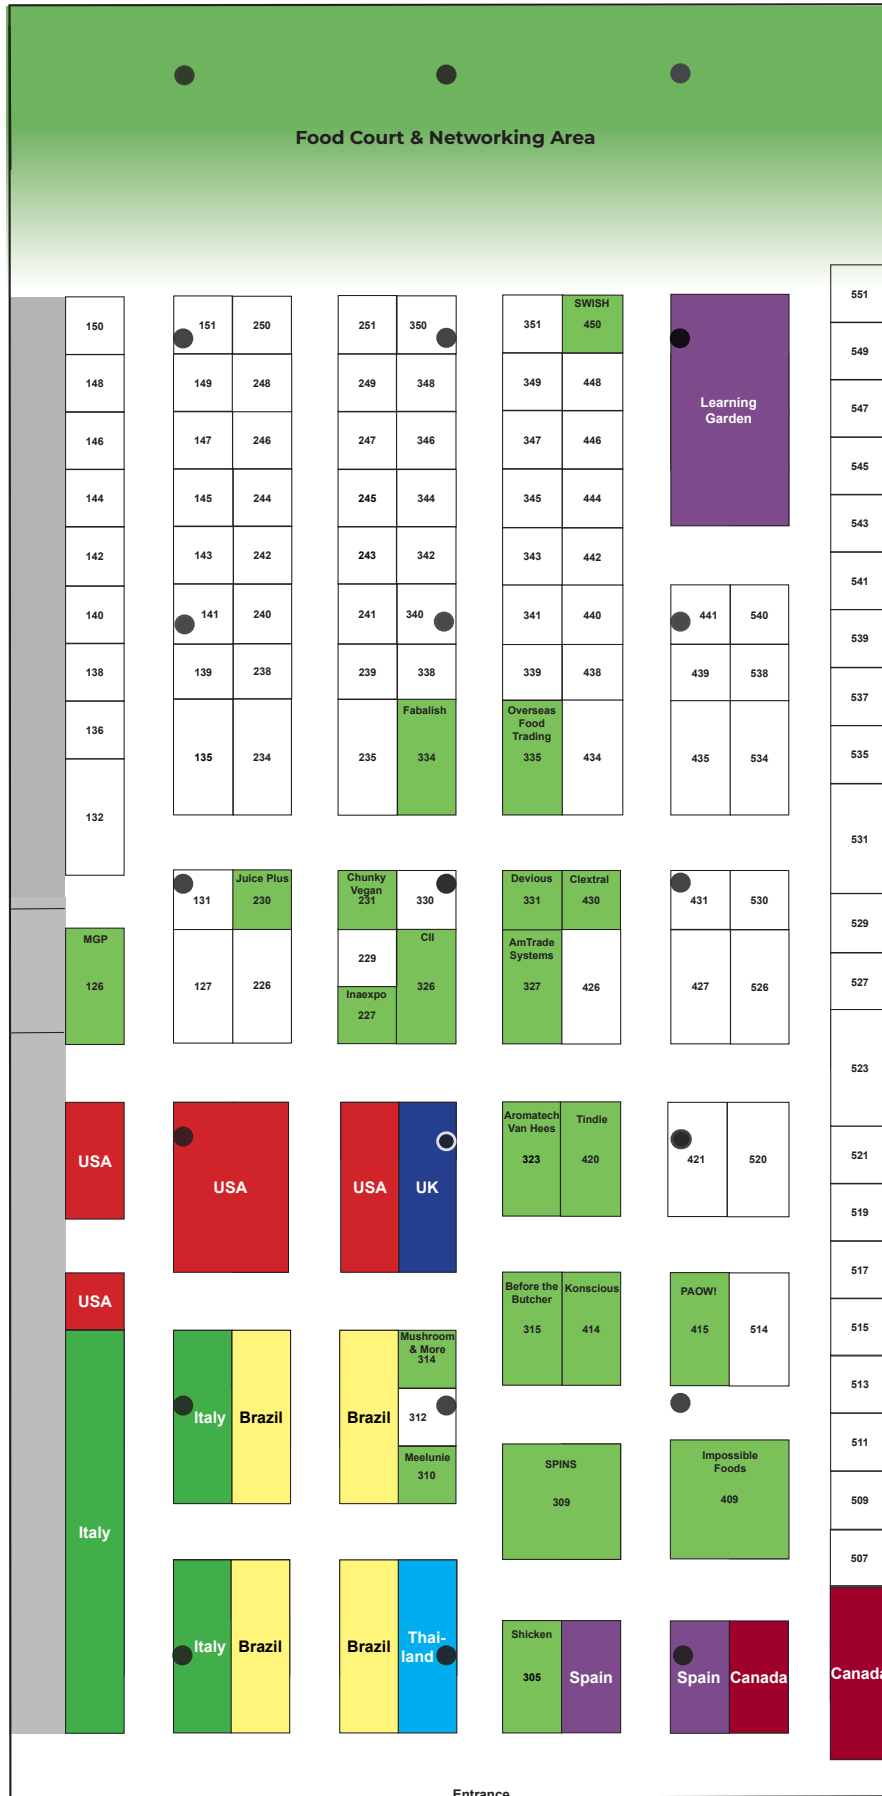 Food Court & Networking Area
551
SWISH
150
151
250
251
350
351
450
549
148
149
248
249
348
349
448
Learning
Garden
547
146
147
246
247
346
347
446
545
144
145
244
245
344
345
444
543
142
143
242
243
342
343
442
541
140
141
240
241
340
341
440
441
540
539
138
139
238
239
338
339
438
439
538
537
136
Fabalish
Overseas
Food
Trading
535
135
234
235
334
335
434
435
534
132
531
Juice Plus
Chunky
Vegan
Devious
Clextral
131
230
231
330
331
430
431
530
529
MGP
CII
AmTrade
Systems
229
126
127
226
326
327
426
427
526
527
Inaexpo
227
523
Aromatech
Van Hees
Tindle
USA
323
420
421
520
521
USA
USA
UK
519
517
USA
Before the
Butcher
Konscious
PAOW!
315
414
415
514
515
Mushroom
& More
314
513
Italy
Brazil
Brazil
312
511
Meelunie
310
SPINS
309
Impossible
Foods
409
509
Italy
507
Italy
Brazil
Brazil
Thai-
land
Shicken
305
Spain
Spain
Canada
Canada
Entrance